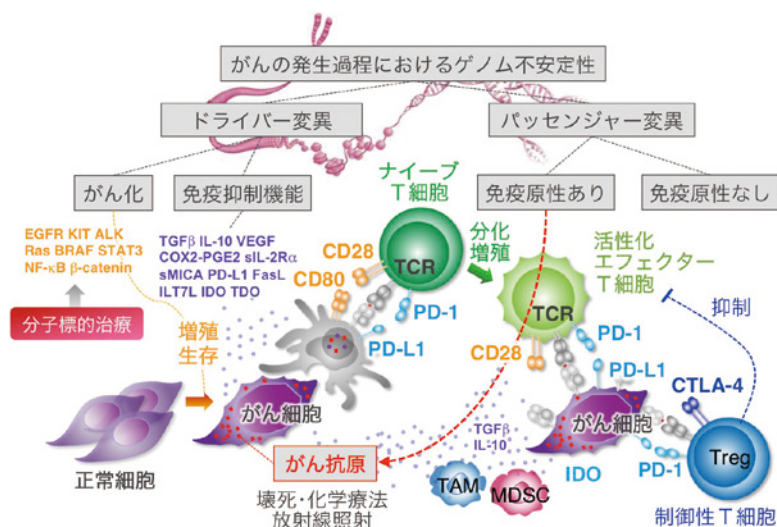 がんの発生過程におけるゲノム不安定性
ドライバー変異
パッセンジャー変異
がん化
免疫抑制機能
ナイーブ
T細胞
免疫原性あり
免疫原性なし
EGFR KIT ALK
Ras BRAF STAT3
NF-κB β-catenin
TGFβ IL-10 VEGF
COX2-PGE2 sIL-2Rα
sMICA PD-L1 FasL
ILT7L IDO TDO
CD28
CD80
TCR
分化
増殖
活性化
エフェクター
T細胞
PD-1
PD-L1
TCR
抑制
分子標的治療
増殖
生存
CD28
PD-1
PD-L1
CTLA-4
正常細胞
がん細胞
TGFβ
IL-10
がん細胞
PD-1
Treg
がん抗原
IDO
壊死・化学療法
放射線照射
TAM
MDSC
制御性T細胞